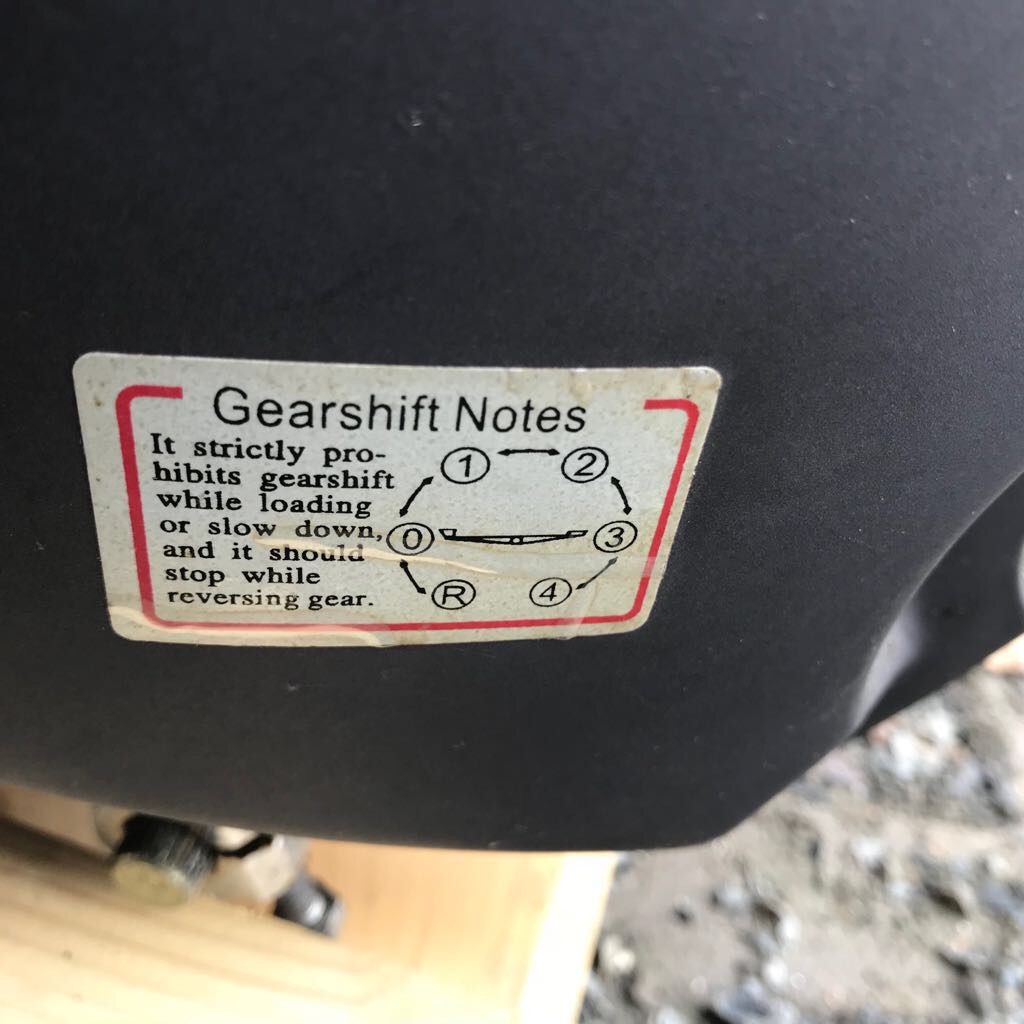 Gearshift Notes
It strictly pro-
hibits gearshift
while loading
or slow down,
and it should
stop while
reversing gear.
1 2
0 3
R 4